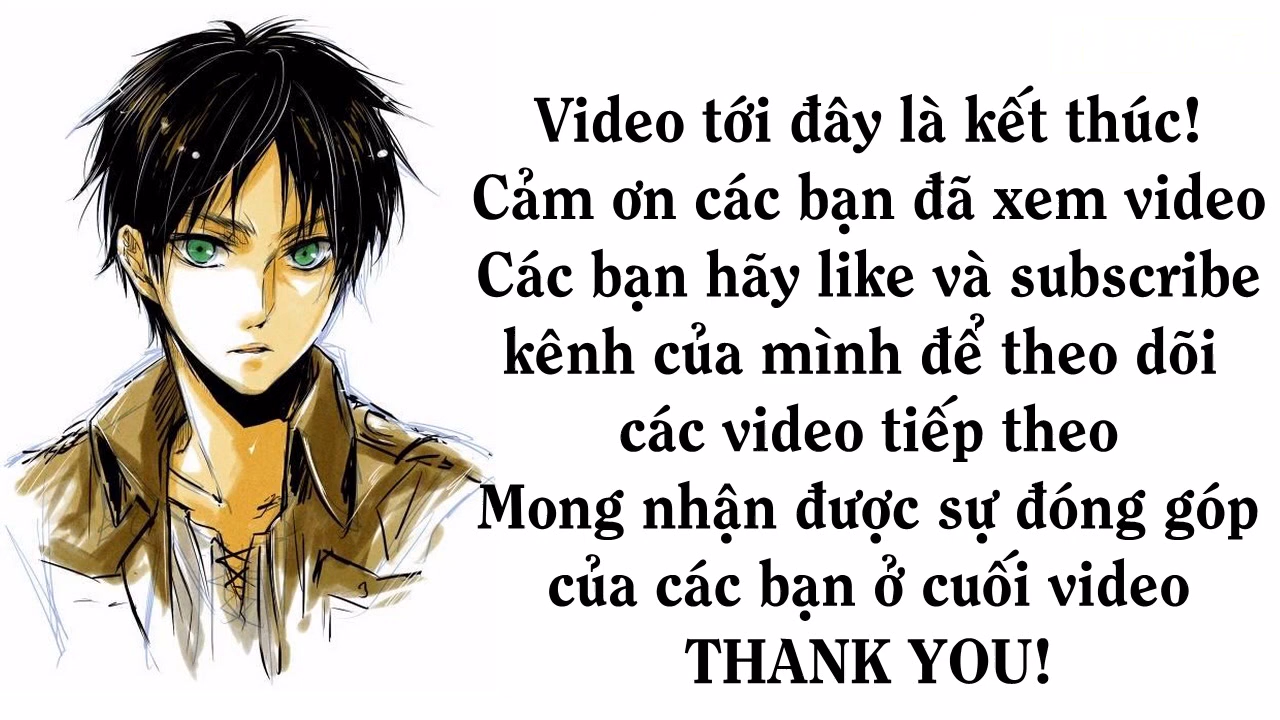 Video tới đây là kết thúc!
Cảm ơn các bạn đã xem video
Các bạn hãy like và subscribe
kênh của mình để theo dõi
các video tiếp theo
Mong nhận được sự đóng góp
của các bạn ở cuối video
THANK YOU!